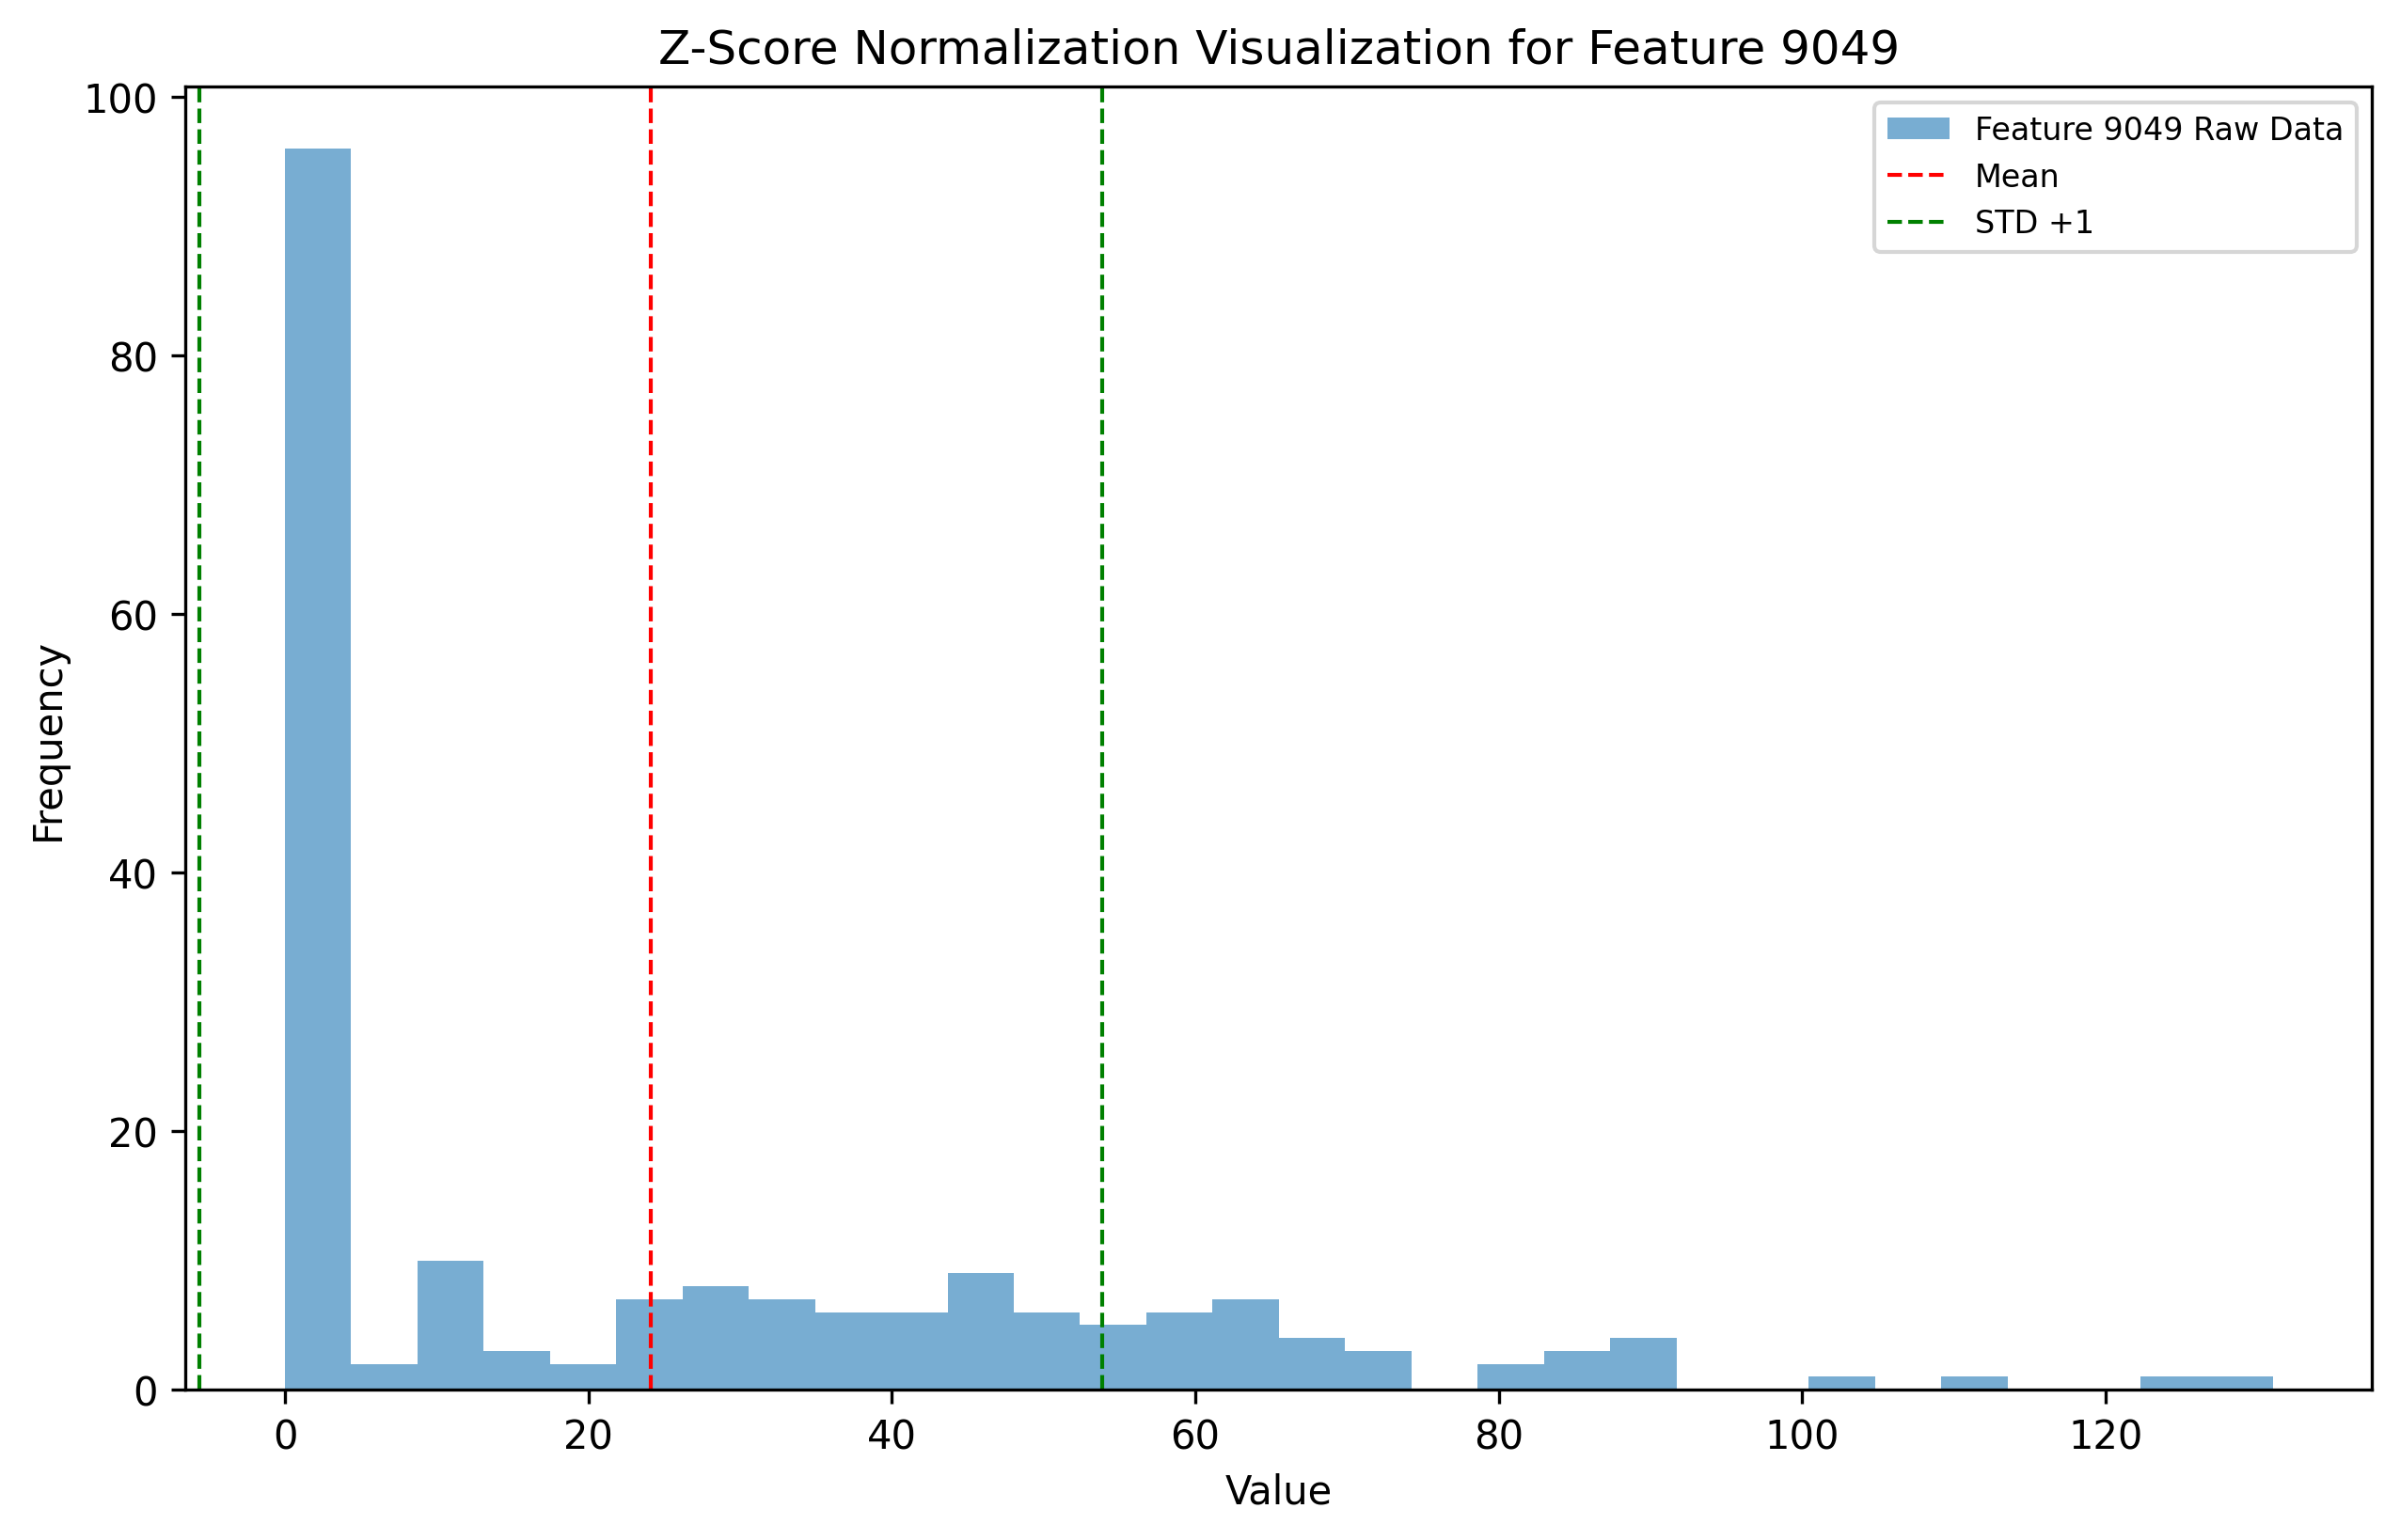 Z-Score Normalization Visualization for Feature 9049
100
80
60
40
20
0
Frequency
Feature 9049 Raw Data
Mean
STD +1
0 20 40 60 80 100 120
Value